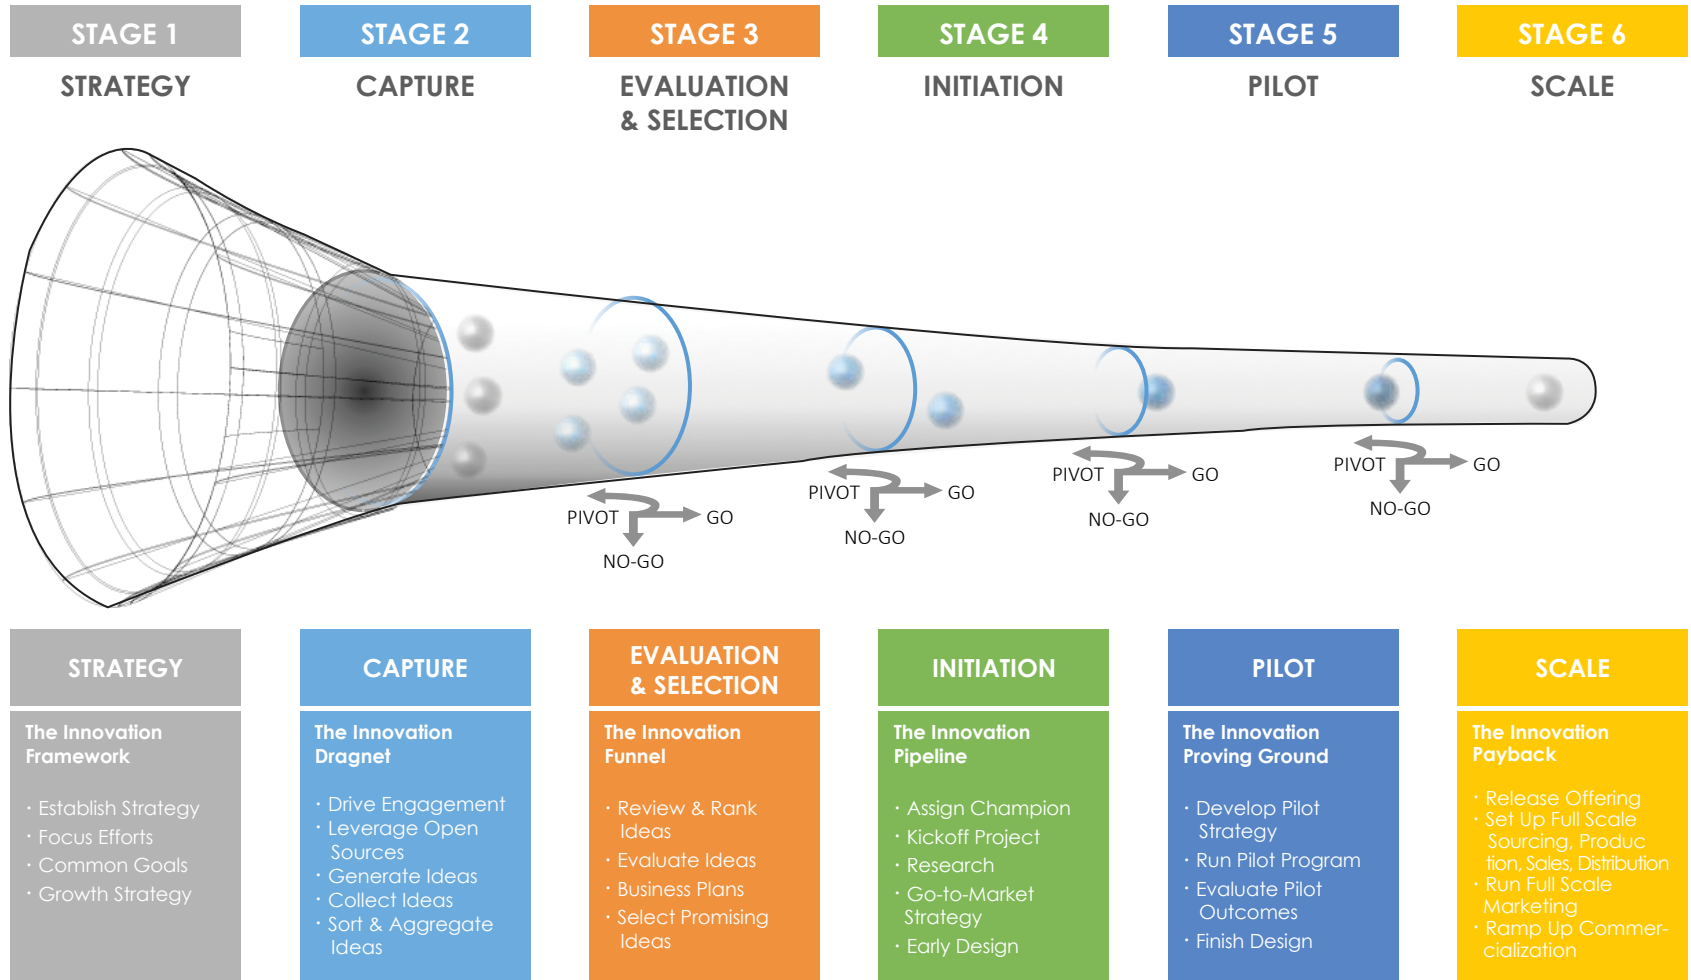 STAGE 1
STAGE 2
STAGE 3
STAGE 4
STAGE 5
STAGE 6
STRATEGY
CAPTURE
EVALUATION
& SELECTION
INITIATION
PILOT
SCALE
PIVOT
GO
NO-GO
PIVOT
GO
NO-GO
PIVOT
GO
NO-GO
PIVOT
GO
NO-GO
STRATEGY
The Innovation
Framework
· Establish Strategy
· Focus Efforts
· Common Goals
· Growth Strategy
CAPTURE
The Innovation
Dragnet
· Drive Engagement
· Leverage Open
Sources
· Generate Ideas
· Collect Ideas
· Sort & Aggregate
Ideas
EVALUATION
& SELECTION
The Innovation
Funnel
· Review & Rank
Ideas
· Evaluate Ideas
· Business Plans
· Select Promising
Ideas
INITIATION
The Innovation
Pipeline
· Assign Champion
· Kickoff Project
· Research
· Go-to-Market
Strategy
· Early Design
PILOT
The Innovation
Proving Ground
· Develop Pilot
Strategy
· Run Pilot Program
· Evaluate Pilot
Outcomes
· Finish Design
SCALE
The Innovation
Payback
· Release Offering
· Set Up Full Scale
Sourcing, Produc
tion, Sales, Distribution
· Run Full Scale
Marketing
· Ramp Up Commer-
cialization